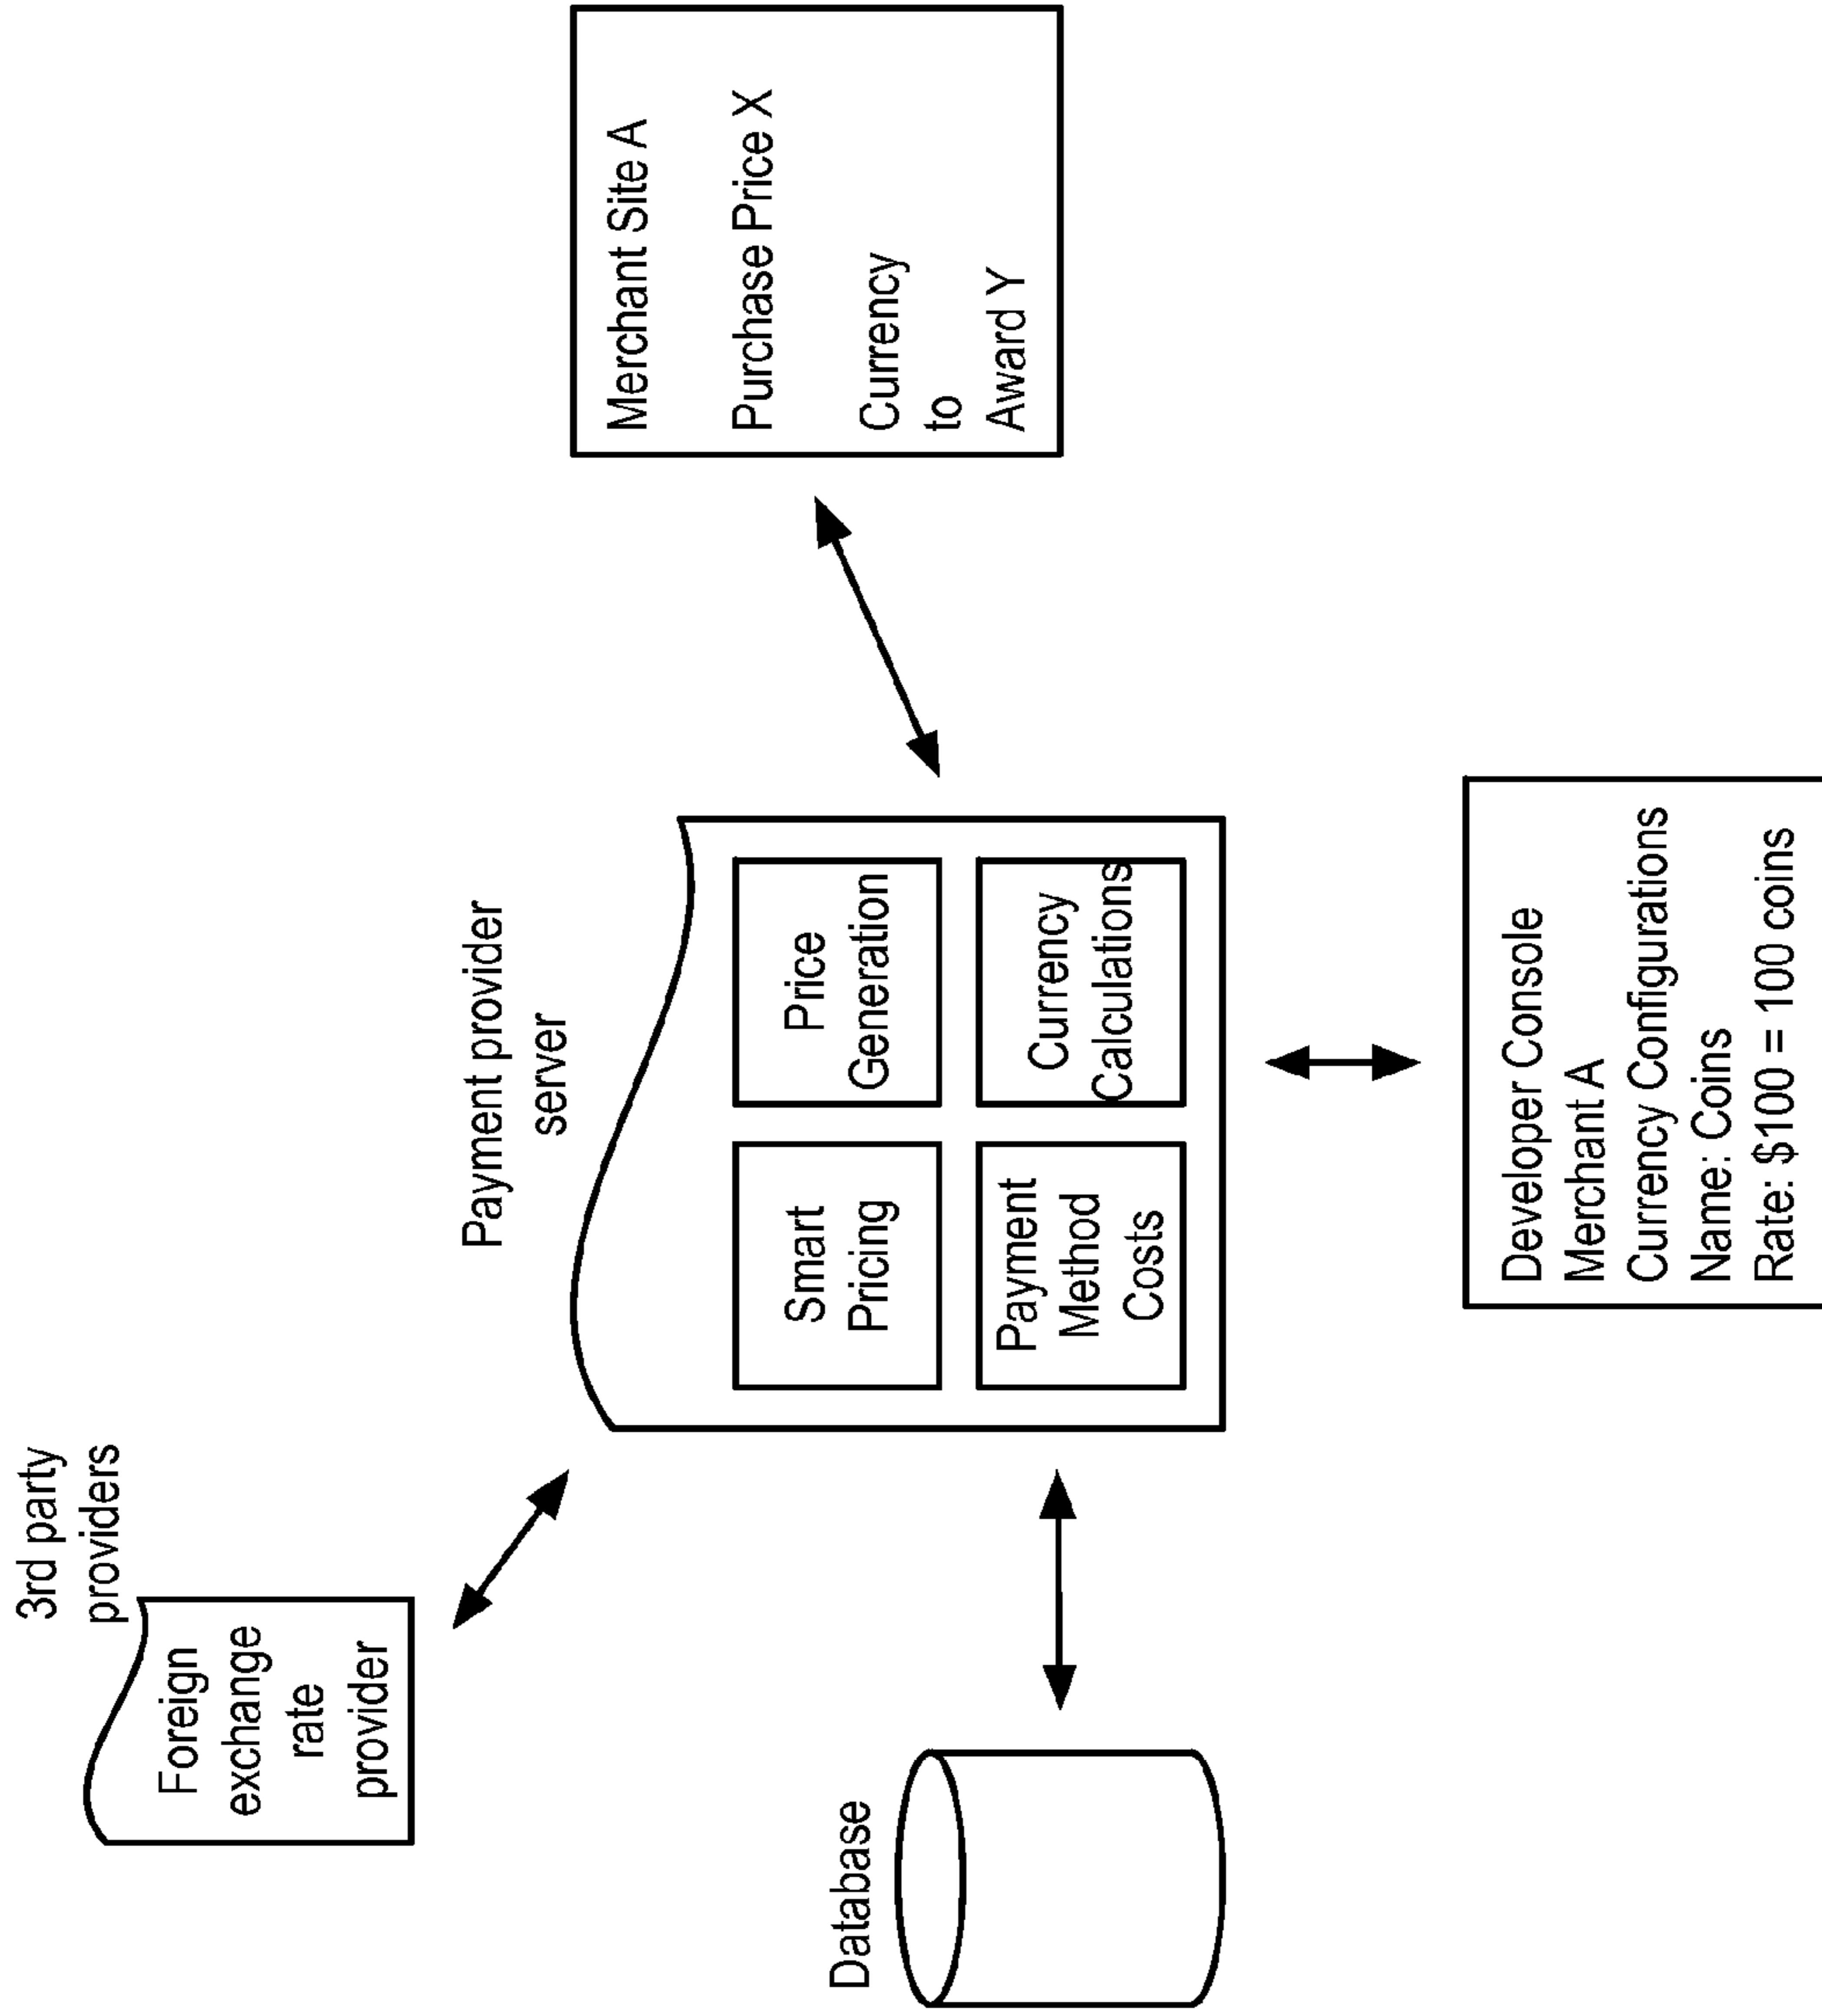 3rd party
providers
Foreign
exchange
rate
provider
Payment provider
server
Smart
Pricing
Price
Generation
Payment
Method
Costs
Currency
Calculations
Merchant Site A
Purchase Price X
Currency
to
Award Y
Database
Developer Console
Merchant A
Currency Configurations
Name: Coins
Rate: $100 = 100 coins